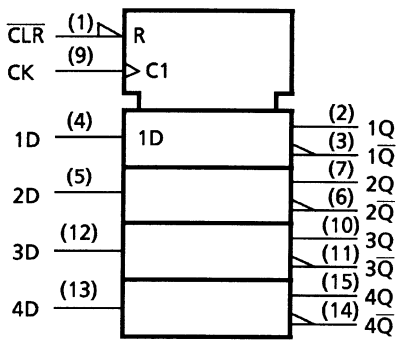 C̅L̅R̅ (1) R
CK (9) C1
1D (4) 1D (2) 1Q
(3) 1Q̅
2D (5) (7) 2Q
(6) 2Q̅
3D (12) (10) 3Q
(11) 3Q̅
4D (13) (15) 4Q
(14) 4Q̅